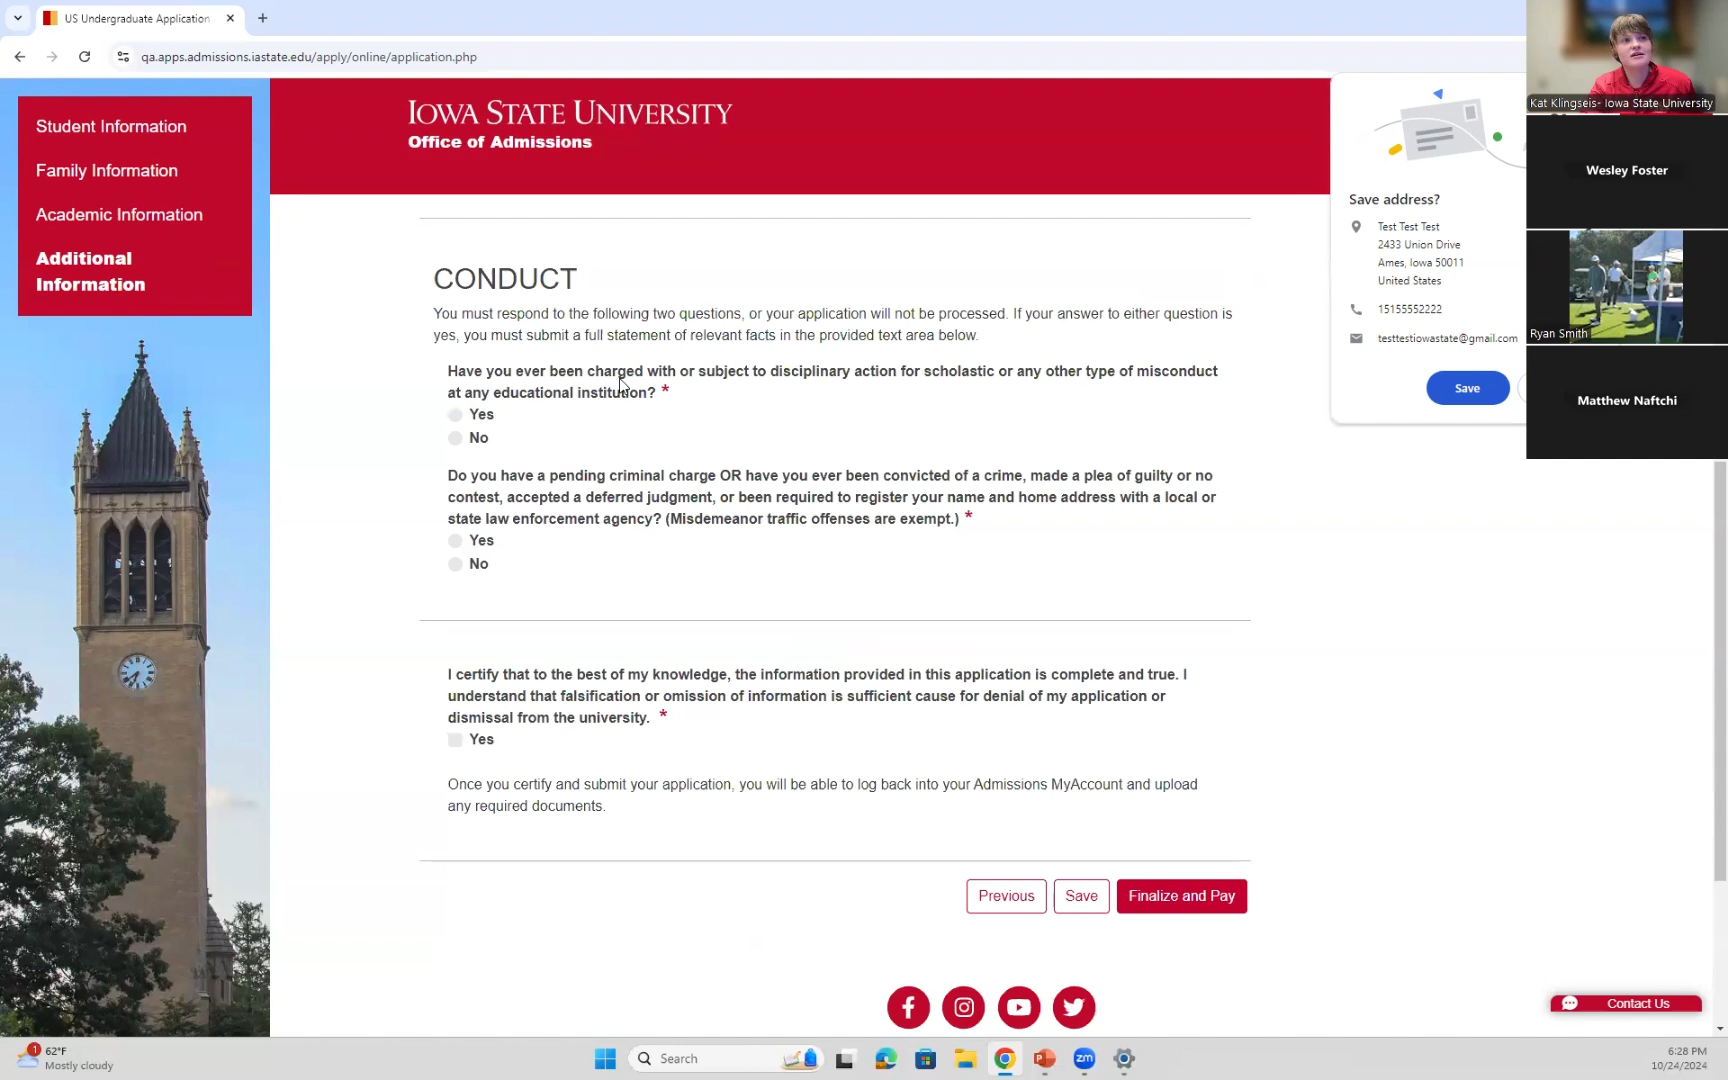 US Undergraduate Application
qa.apps.admissions.iastate.edu/apply/online/application.php
Student Information
Family Information
Academic Information
Additional
Information
IOWA STATE UNIVERSITY
Office of Admissions
CONDUCT
You must respond to the following two questions, or your application will not be processed. If your answer to either question is
yes, you must submit a full statement of relevant facts in the provided text area below.
Have you ever been charged with or subject to disciplinary action for scholastic or any other type of misconduct
at any educational institution? *
Yes
No
Do you have a pending criminal charge OR have you ever been convicted of a crime, made a plea of guilty or no
contest, accepted a deferred judgment, or been required to register your name and home address with a local or
state law enforcement agency? (Misdemeanor traffic offenses are exempt.) *
Yes
No
I certify that to the best of my knowledge, the information provided in this application is complete and true. I
understand that falsification or omission of information is sufficient cause for denial of my application or
dismissal from the university. *
Yes
Once you certify and submit your application, you will be able to log back into your Admissions MyAccount and upload
any required documents.
Previous
Save
Finalize and Pay
Save address?
Test Test Test
2433 Union Drive
Ames, Iowa 50011
United States
15155552222
testtestiowastate@gmail.com
Save
Kat Klingseis- Iowa State University
Wesley Foster
Ryan Smith
Matthew Naftchi
Contact Us
1
62°F
Mostly cloudy
Search
zm
6:28 PM
10/24/2024